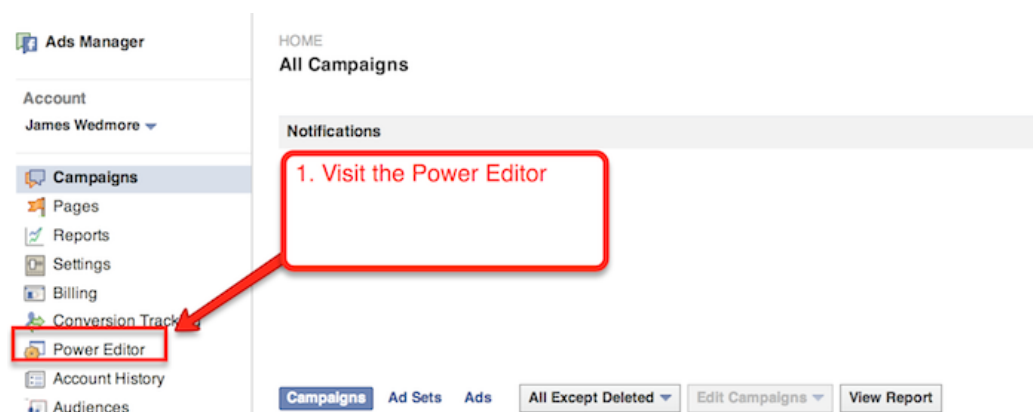 Ads Manager
Account
James Wedmore
Campaigns
Pages
Reports
Settings
Billing
Conversion
Power Editor
Account History
Audiences
HOME
All Campaigns
Notifications
1. Visit the Power Editor
Campaigns Ad Sets Ads All Except Deleted Edit Campaigns View Report